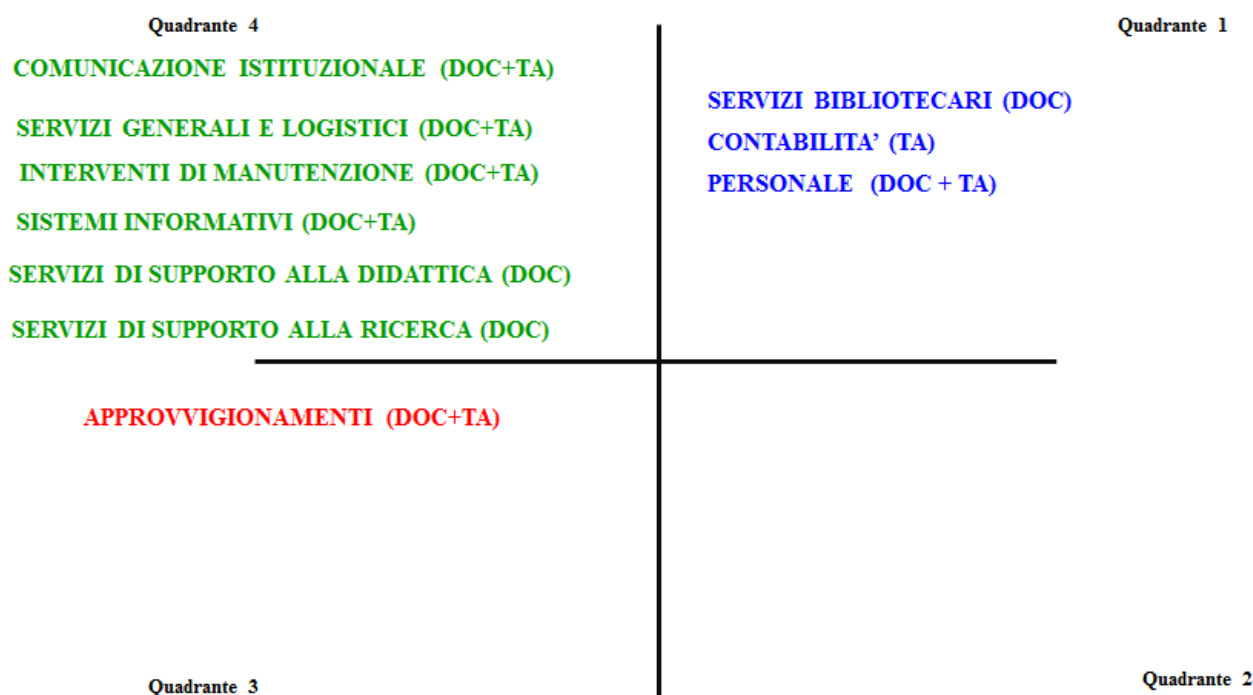 Quadrante 4
COMUNICAZIONE ISTITUZIONALE (DOC+TA)
SERVIZI GENERALI E LOGISTICI (DOC+TA)
INTERVENTI DI MANUTENZIONE (DOC+TA)
SISTEMI INFORMATIVI (DOC+TA)
SERVIZI DI SUPPORTO ALLA DIDATTICA (DOC)
SERVIZI DI SUPPORTO ALLA RICERCA (DOC)
Quadrante 1
SERVIZI BIBLIOTECARI (DOC)
CONTABILITA’ (TA)
PERSONALE (DOC + TA)
APPROVVIGIONAMENTI (DOC+TA)
Quadrante 3
Quadrante 2